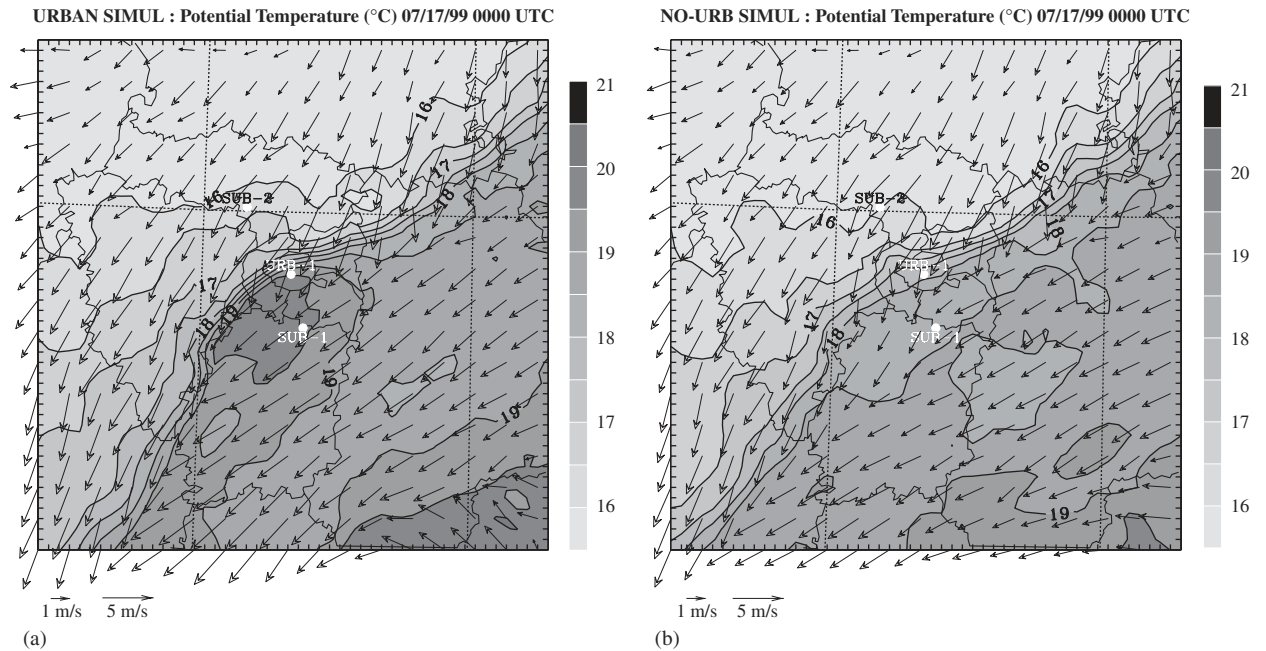 URBAN SIMUL : Potential Temperature (°C) 07/17/99 0000 UTC
16
17
18
16
SUB-2
URB-1
17
18
19
SUB-1
19
19
21
20
19
18
17
16
1 m/s
5 m/s
(a)
NO-URB SIMUL : Potential Temperature (°C) 07/17/99 0000 UTC
16
17
18
SUB-2
16
URB-1
17
18
SUB-1
19
21
20
19
18
17
16
1 m/s
5 m/s
(b)